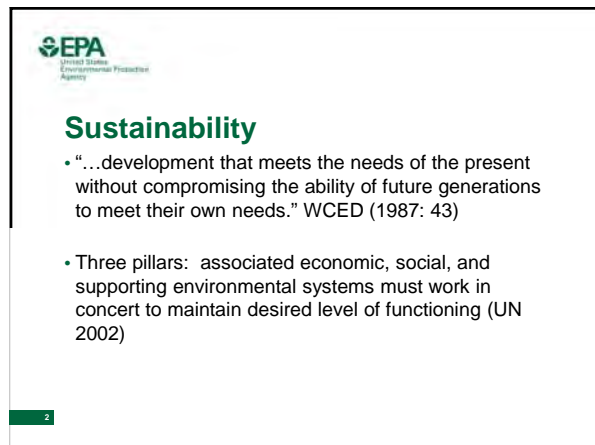 EPA
United States
Environmental Protection
Agency
Sustainability
• “…development that meets the needs of the present
without compromising the ability of future generations
to meet their own needs.” WCED (1987: 43)
• Three pillars:  associated economic, social, and
supporting environmental systems must work in
concert to maintain desired level of functioning (UN
2002)
2